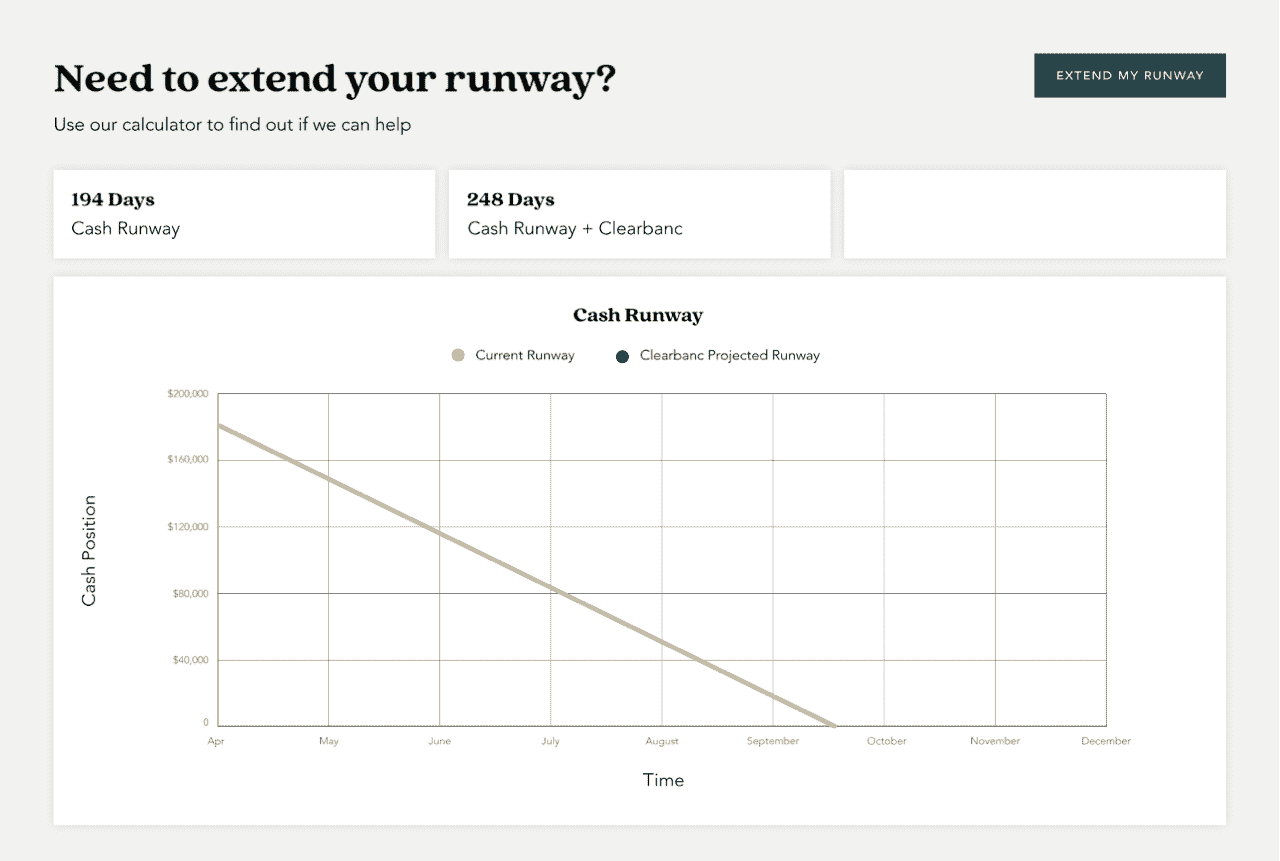 Need to extend your runway?
EXTEND MY RUNWAY
Use our calculator to find out if we can help
194 Days
Cash Runway
248 Days
Cash Runway + Clearbanc
Cash Runway
Current Runway
Clearbanc Projected Runway
$200,000
$160,000
$120,000
$80,000
$40,000
0
Cash Position
Apr May June July August September October November December
Time